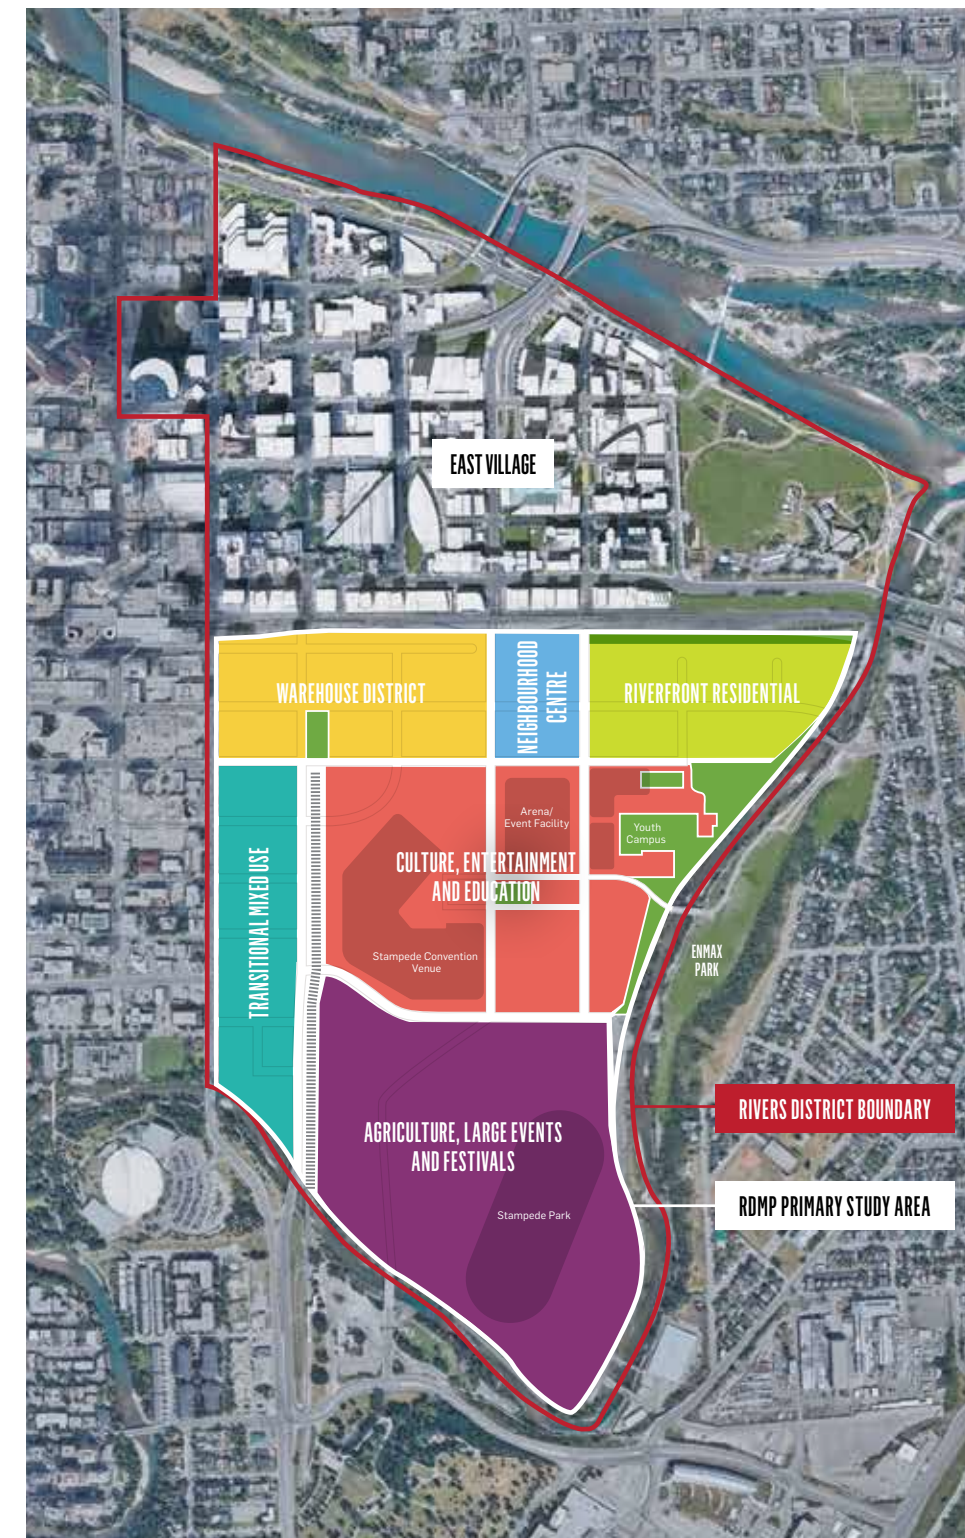 EAST VILLAGE
WAREHOUSE DISTRICT
NEIGHBOURHOOD
CENTRE
RIVERFRONT RESIDENTIAL
Arena/
Event Facility
Youth
Campus
CULTURE, ENTERTAINMENT
AND EDUCATION
TRANSITIONAL MIXED USE
Stampede Convention
Venue
ENMAX
PARK
RIVERS DISTRICT BOUNDARY
AGRICULTURE, LARGE EVENTS
AND FESTIVALS
RDMP PRIMARY STUDY AREA
Stampede Park